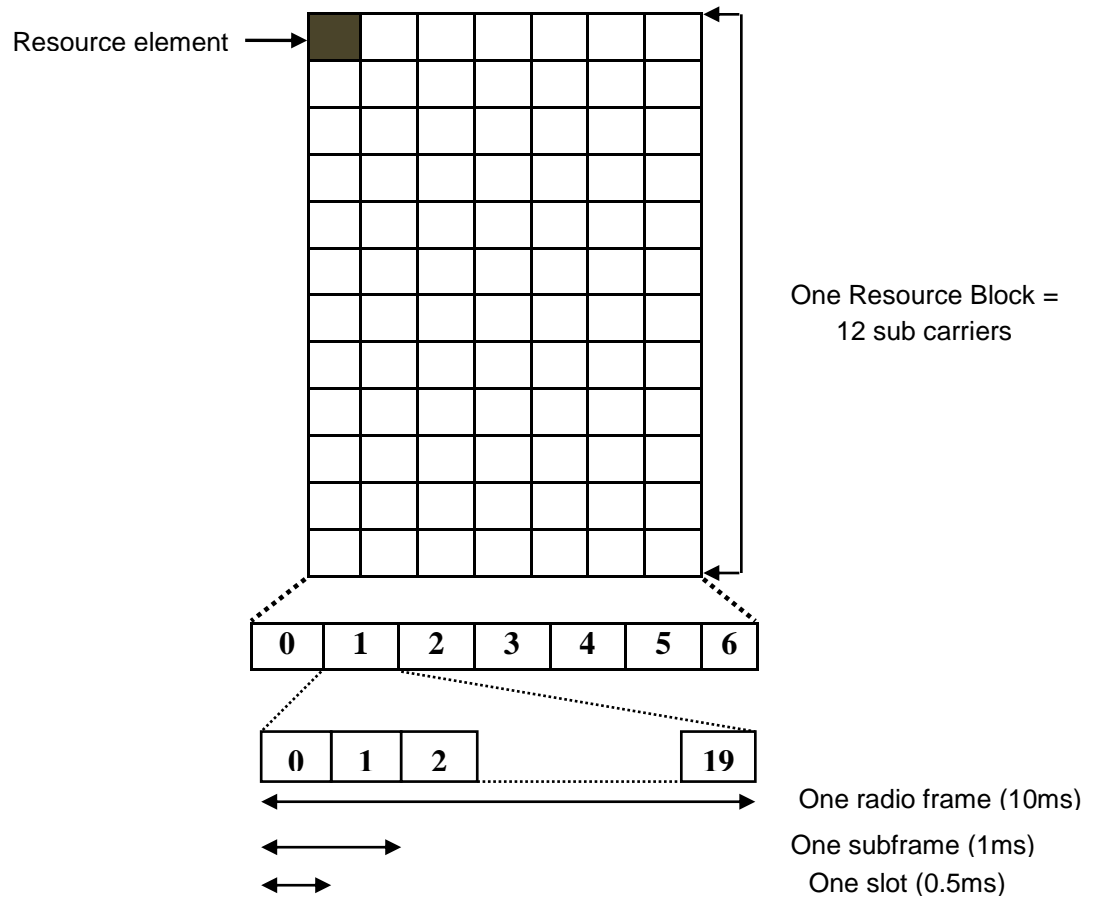 Resource element
One Resource Block =
12 sub carriers
0 1 2 3 4 5 6
0 1 2 19
One radio frame (10ms)
One subframe (1ms)
One slot (0.5ms)